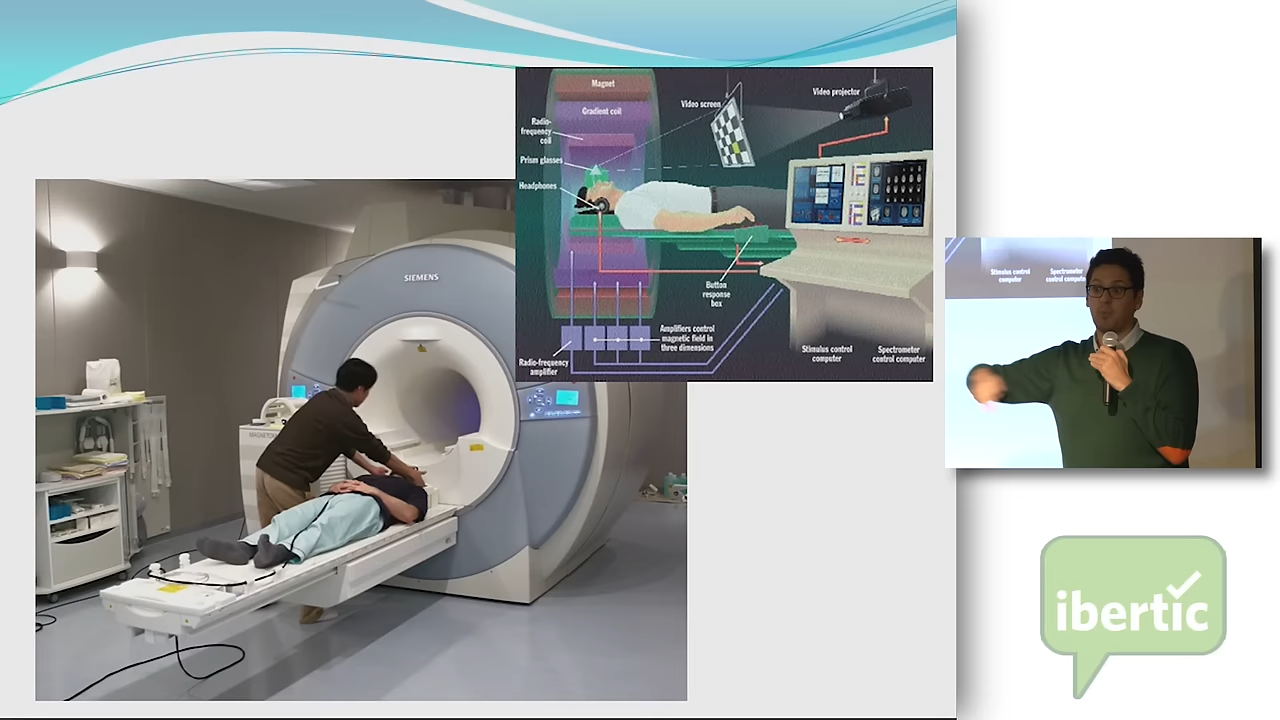 Magnet
Gradient coil
Radio-
frequency
coil
Prism glasses
Headphones
Video screen
Video projector
Button
response
box
Amplifiers control
magnetic field in
three dimensions
Radio-frequency
amplifier
Stimulus control
computer
Spectrometer
control computer
SIEMENS
Stimulus control
computer
Spectrometer
control compute
ibertic